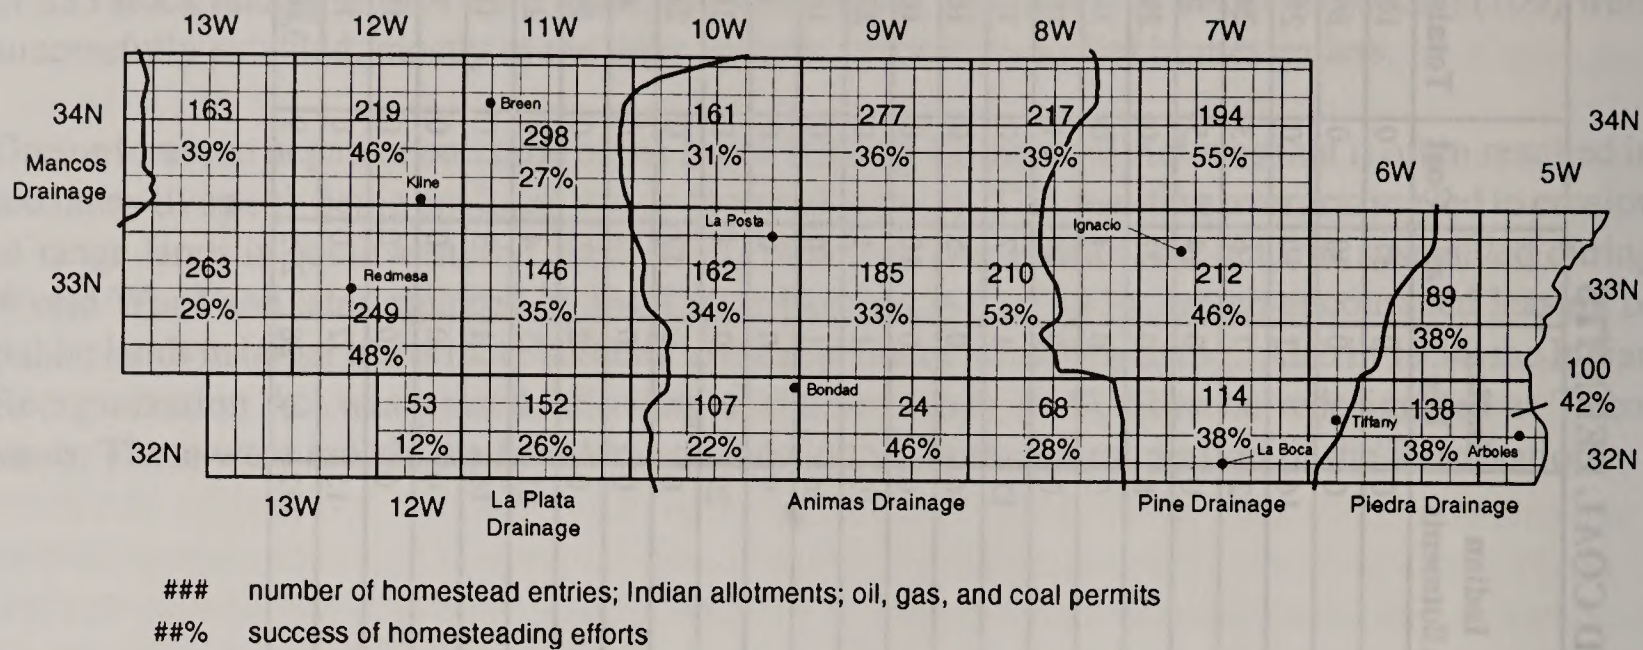 13W 12W 11W 10W 9W 8W 7W
34N 163 219 Breen 161 277 217 194 34N
298
39% 46% 31% 36% 39% 55%
Mancos
Drainage
27%
6W 5W
Kline
La Posta Ignacio
33N 263 Redmesa 146 162 185 210 212 89 33N
29% 249 35% 34% 33% 53% 46%
38%
48%
100
Bondad
53 152 107 24 68 114 138 42%
Tiffany
12% 26% 22% 46% 28% 38% La Boca 38% Arboles
32N 32N
13W 12W La Plata
Drainage
Animas Drainage Pine Drainage Piedra Drainage
### number of homestead entries; Indian allotments; oil, gas, and coal permits
##% success of homesteading efforts